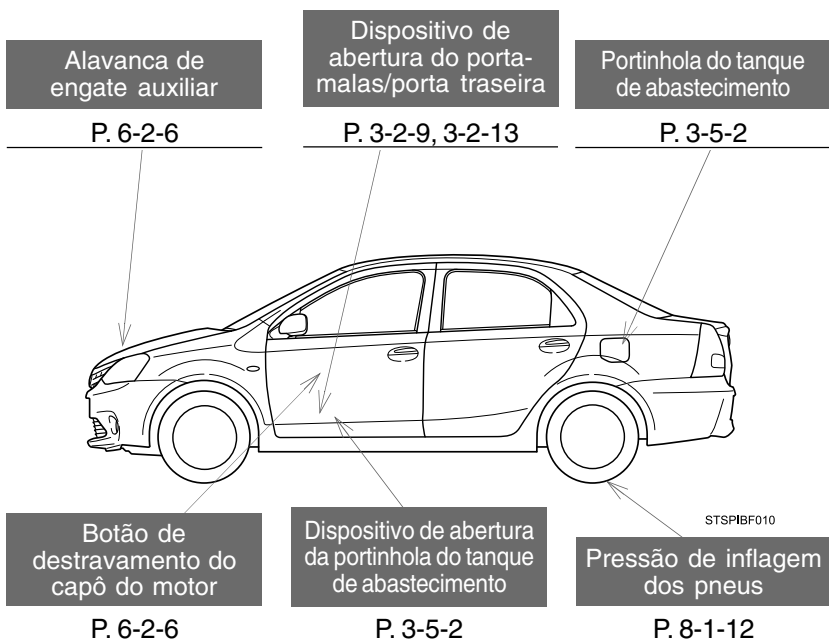 Alavanca de
engate auxiliar
P. 6-2-6
Dispositivo de
abertura do porta-
malas/porta traseira
P. 3-2-9, 3-2-13
Portinhola do tanque
de abastecimento
P. 3-5-2
STSPIBF010
Botão de
destravamento do
capô do motor
P. 6-2-6
Dispositivo de abertura
da portinhola do tanque
de abastecimento
P. 3-5-2
Pressão de inflagem
dos pneus
P. 8-1-12